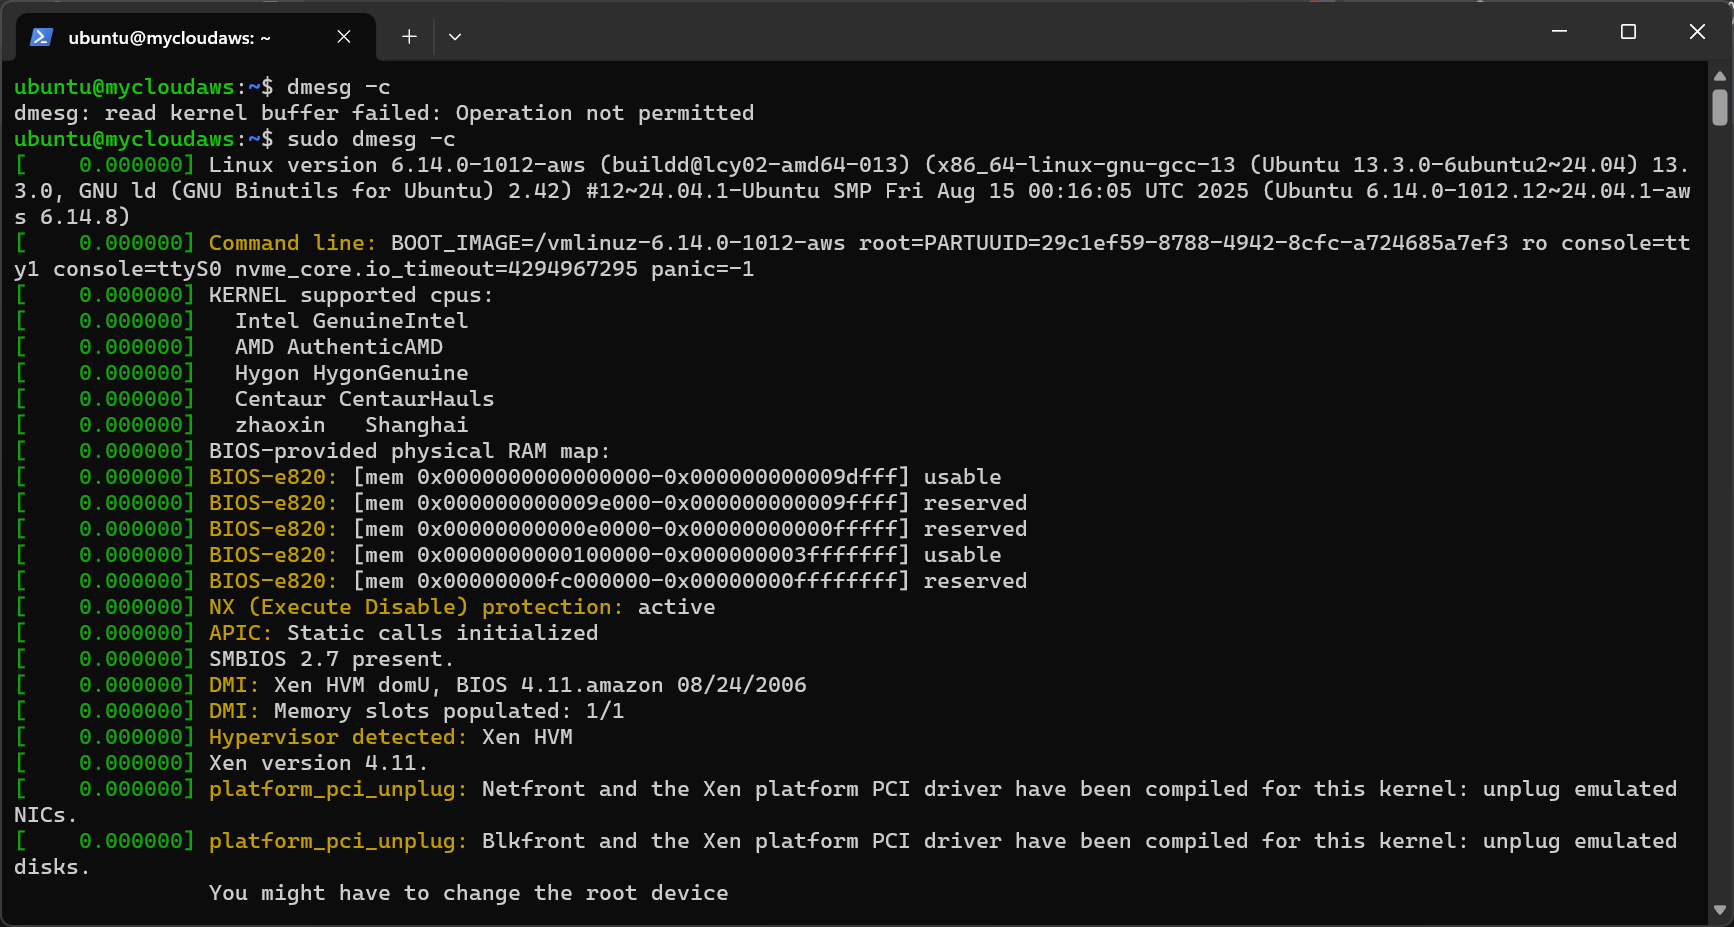 ubuntu@mycloudaws: ~
ubuntu@mycloudaws:~$ dmesg -c
dmesg: read kernel buffer failed: Operation not permitted
ubuntu@mycloudaws:~$ sudo dmesg -c
[    0.000000] Linux version 6.14.0-1012-aws (buildd@lcy02-amd64-013) (x86_64-linux-gnu-gcc-13 (Ubuntu 13.3.0-6ubuntu2~24.04) 13.
3.0, GNU ld (GNU Binutils for Ubuntu) 2.42) #12~24.04.1-Ubuntu SMP Fri Aug 15 00:16:05 UTC 2025 (Ubuntu 6.14.0-1012.12~24.04.1-aw
s 6.14.8)
[    0.000000] Command line: BOOT_IMAGE=/vmlinuz-6.14.0-1012-aws root=PARTUUID=29c1ef59-8788-4942-8cfc-a724685a7ef3 ro console=tt
y1 console=ttyS0 nvme_core.io_timeout=4294967295 panic=-1
[    0.000000] KERNEL supported cpus:
[    0.000000]   Intel GenuineIntel
[    0.000000]   AMD AuthenticAMD
[    0.000000]   Hygon HygonGenuine
[    0.000000]   Centaur CentaurHauls
[    0.000000]   zhaoxin   Shanghai
[    0.000000] BIOS-provided physical RAM map:
[    0.000000] BIOS-e820: [mem 0x0000000000000000-0x000000000009dfff] usable
[    0.000000] BIOS-e820: [mem 0x000000000009e000-0x000000000009ffff] reserved
[    0.000000] BIOS-e820: [mem 0x00000000000e0000-0x00000000000fffff] reserved
[    0.000000] BIOS-e820: [mem 0x0000000000100000-0x000000003fffffff] usable
[    0.000000] BIOS-e820: [mem 0x00000000fc000000-0x00000000ffffffff] reserved
[    0.000000] NX (Execute Disable) protection: active
[    0.000000] APIC: Static calls initialized
[    0.000000] SMBIOS 2.7 present.
[    0.000000] DMI: Xen HVM domU, BIOS 4.11.amazon 08/24/2006
[    0.000000] DMI: Memory slots populated: 1/1
[    0.000000] Hypervisor detected: Xen HVM
[    0.000000] Xen version 4.11.
[    0.000000] platform_pci_unplug: Netfront and the Xen platform PCI driver have been compiled for this kernel: unplug emulated
NICs.
[    0.000000] platform_pci_unplug: Blkfront and the Xen platform PCI driver have been compiled for this kernel: unplug emulated
disks.
               You might have to change the root device